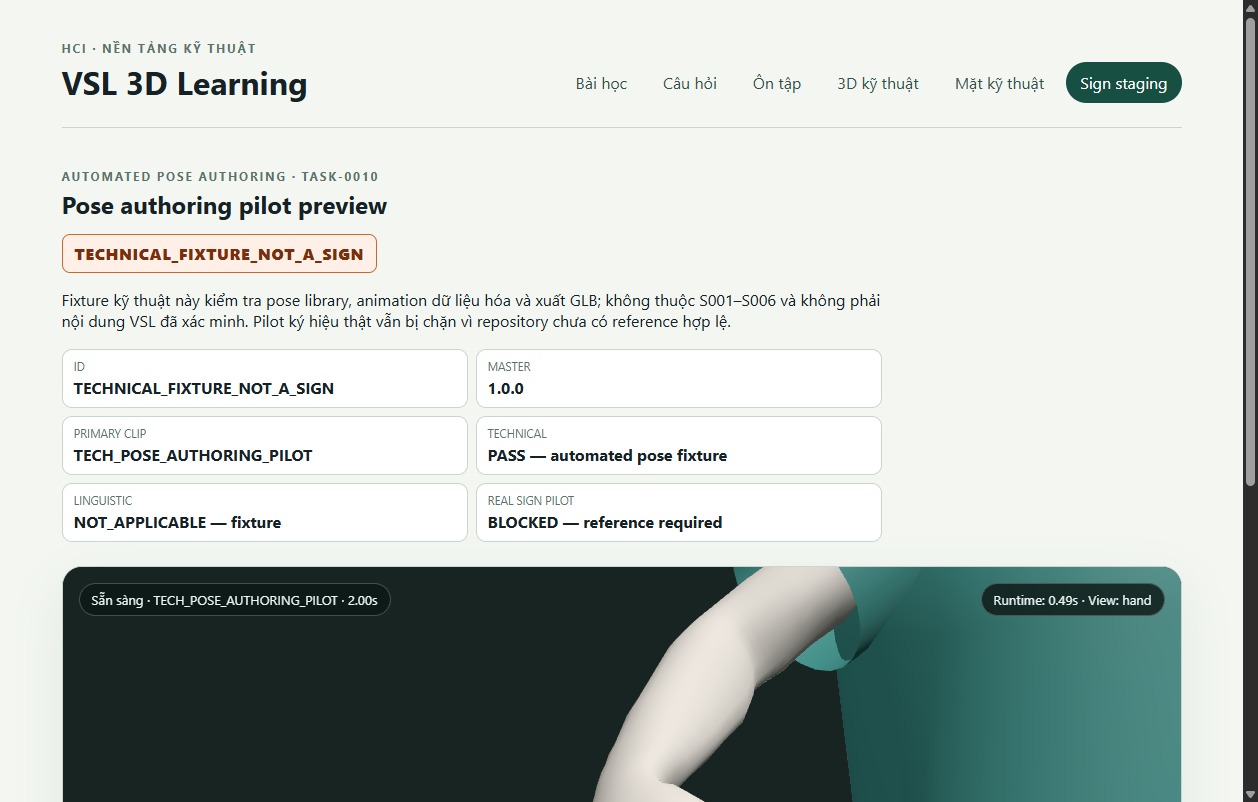 HCI · NỀN TẢNG KỸ THUẬT
VSL 3D Learning
Bài học
Câu hỏi
Ôn tập
3D kỹ thuật
Mặt kỹ thuật
Sign staging
AUTOMATED POSE AUTHORING · TASK-0010
Pose authoring pilot preview
TECHNICAL_FIXTURE_NOT_A_SIGN
Fixture kỹ thuật này kiểm tra pose library, animation dữ liệu hóa và xuất GLB; không thuộc S001–S006 và không phải
nội dung VSL đã xác minh. Pilot ký hiệu thật vẫn bị chặn vì repository chưa có reference hợp lệ.
ID
TECHNICAL_FIXTURE_NOT_A_SIGN
MASTER
1.0.0
PRIMARY CLIP
TECH_POSE_AUTHORING_PILOT
TECHNICAL
PASS — automated pose fixture
LINGUISTIC
NOT_APPLICABLE — fixture
REAL SIGN PILOT
BLOCKED — reference required
Sẵn sàng · TECH_POSE_AUTHORING_PILOT · 2.00s
Runtime: 0.49s · View: hand